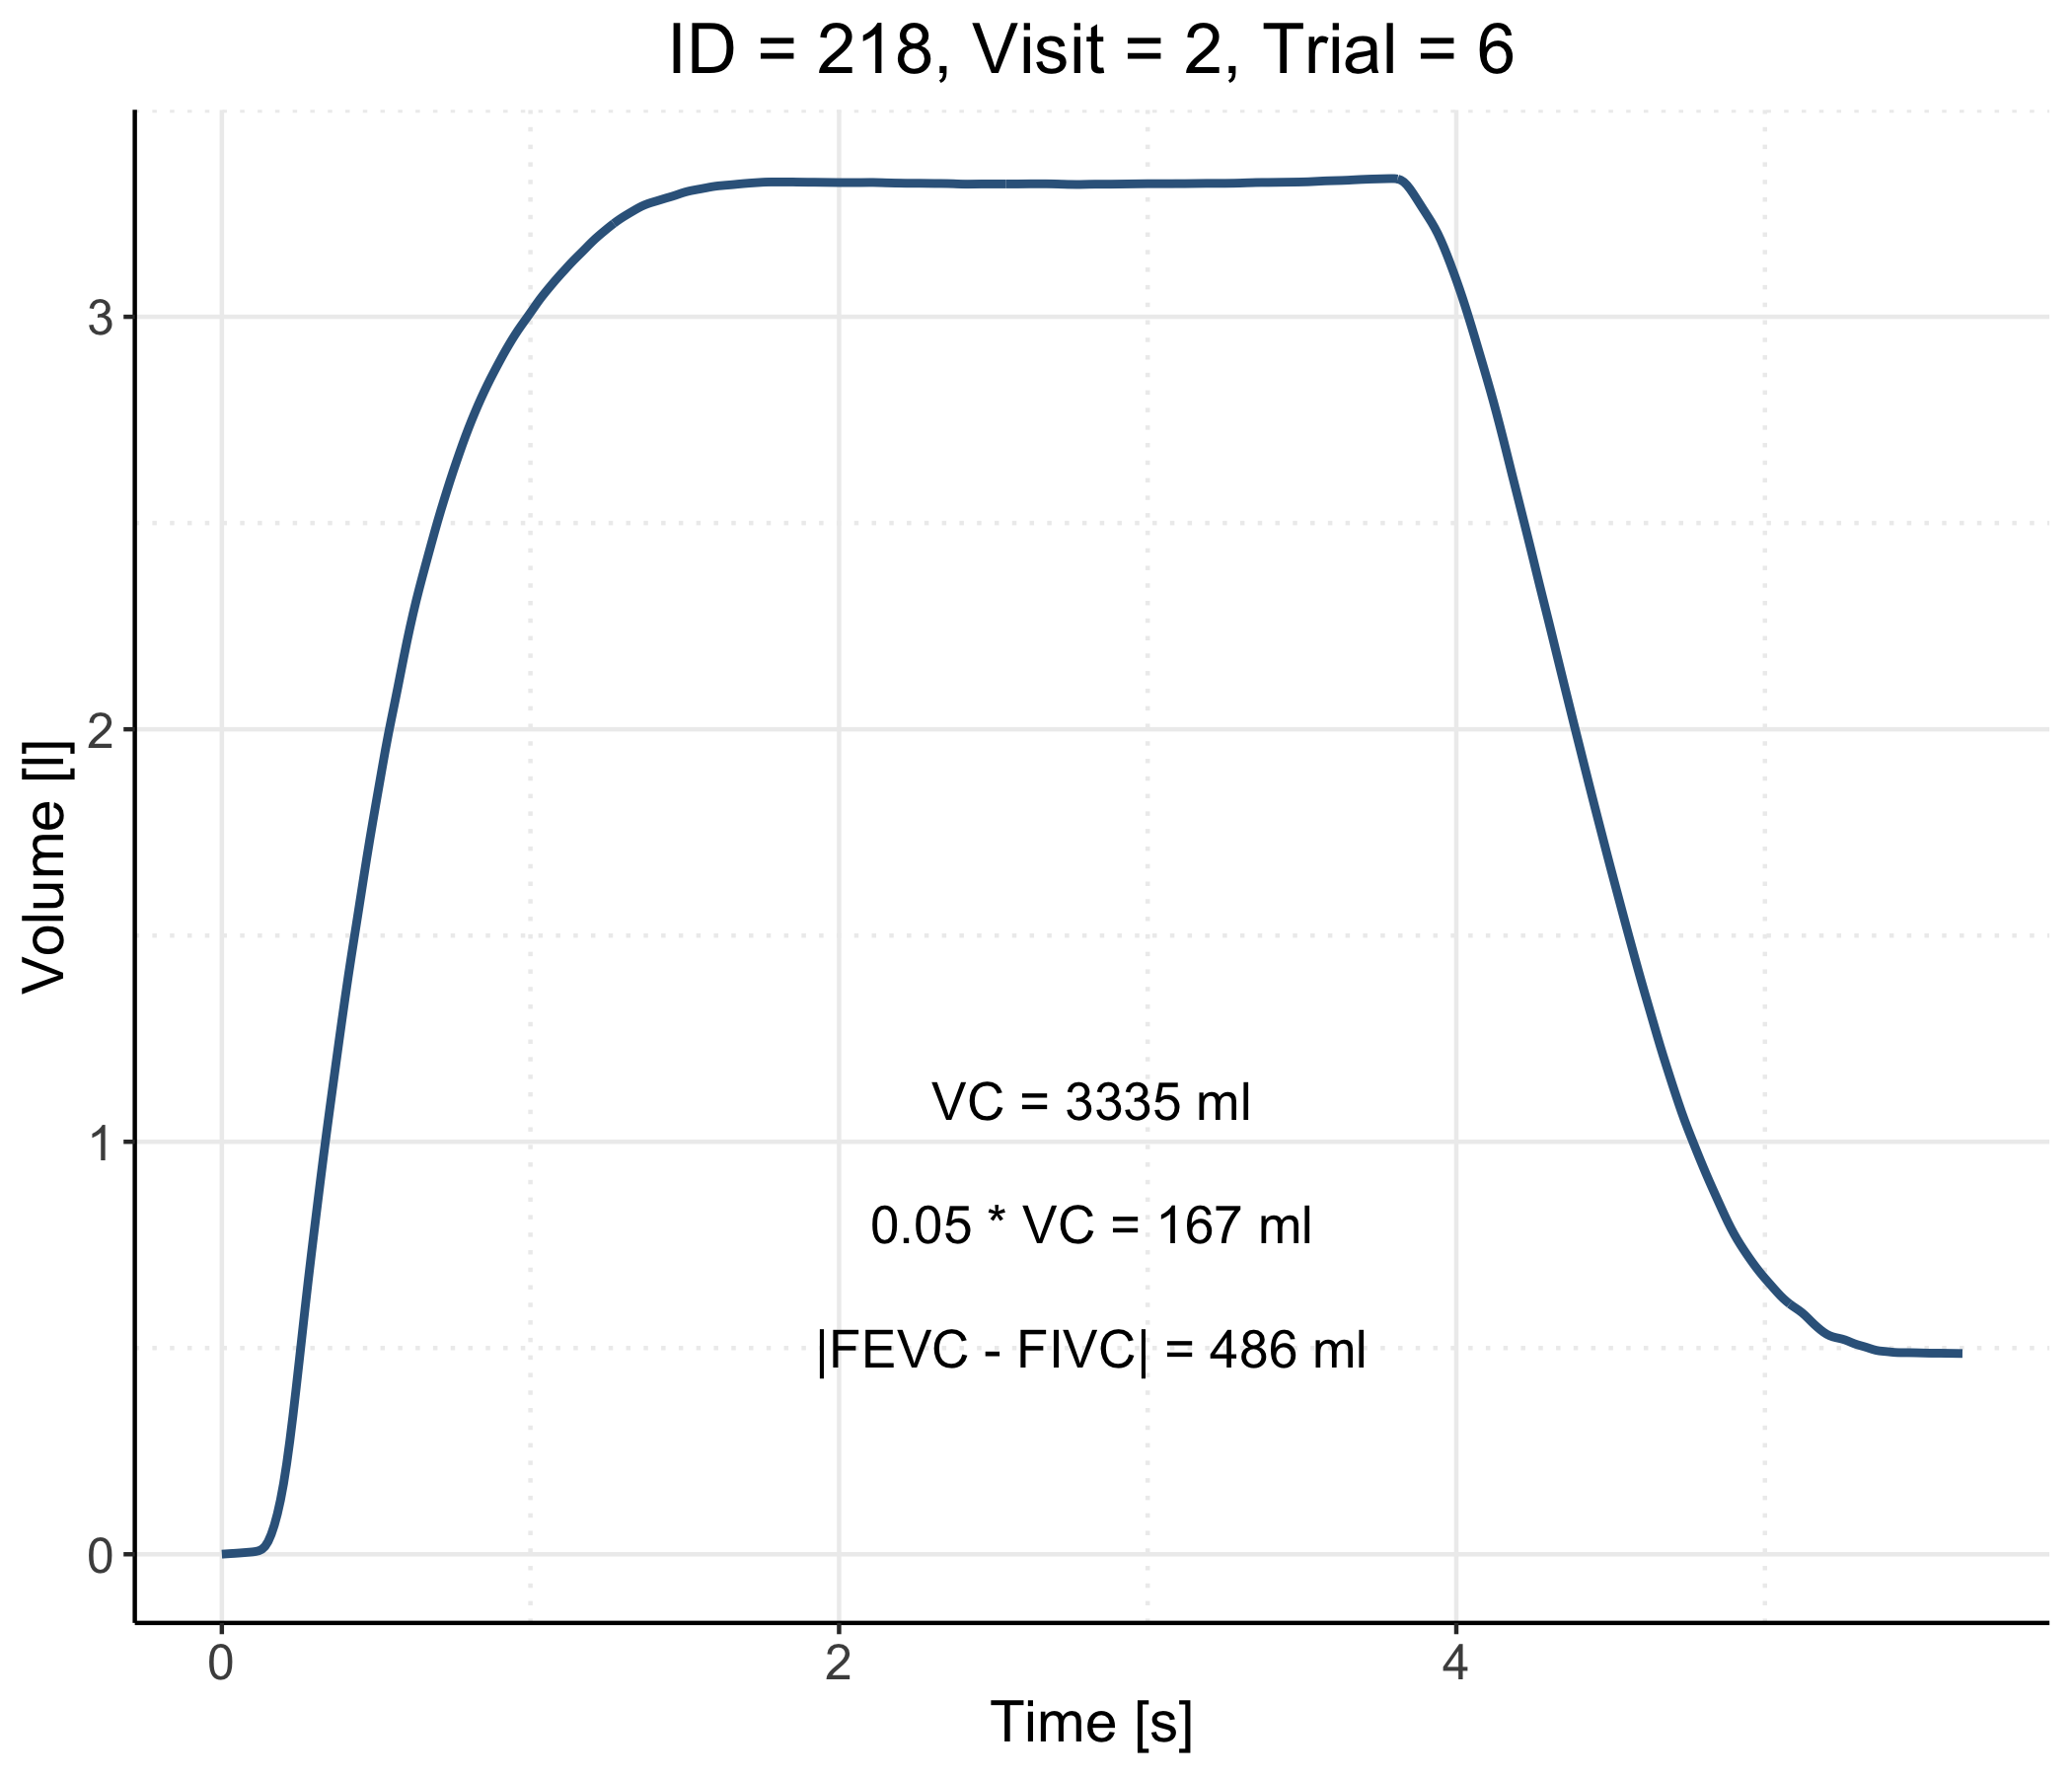 ID = 218, Visit = 2, Trial = 6
Volume [l]
3
2
1
0
VC = 3335 ml
0.05 * VC = 167 ml
|FEVC - FIVC| = 486 ml
0 2 4
Time [s]